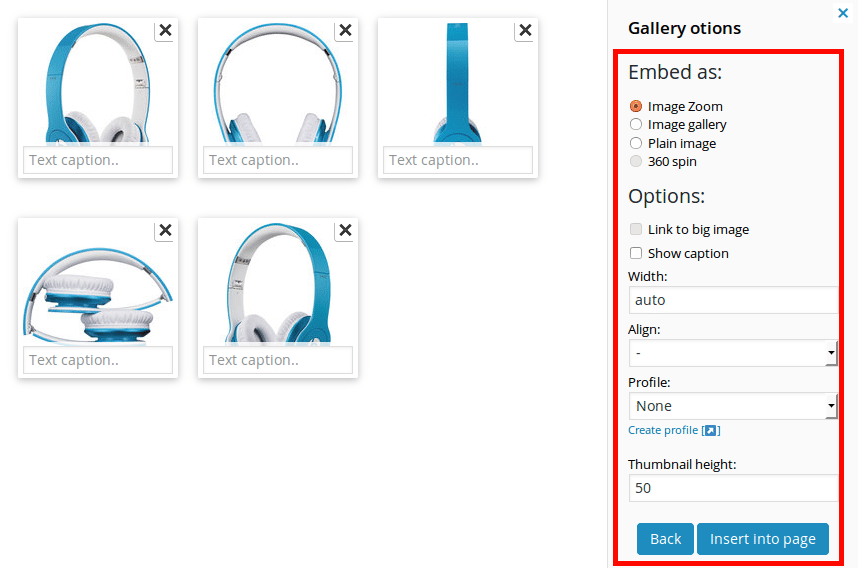 Text caption..
Text caption..
Text caption..
Text caption..
Text caption..
Gallery otions
Embed as:
Image Zoom
Image gallery
Plain image
360 spin
Options:
Link to big image
Show caption
Width:
auto
Align:
-
Profile:
None
Create profile [ ]
Thumbnail height:
50
Back
Insert into page